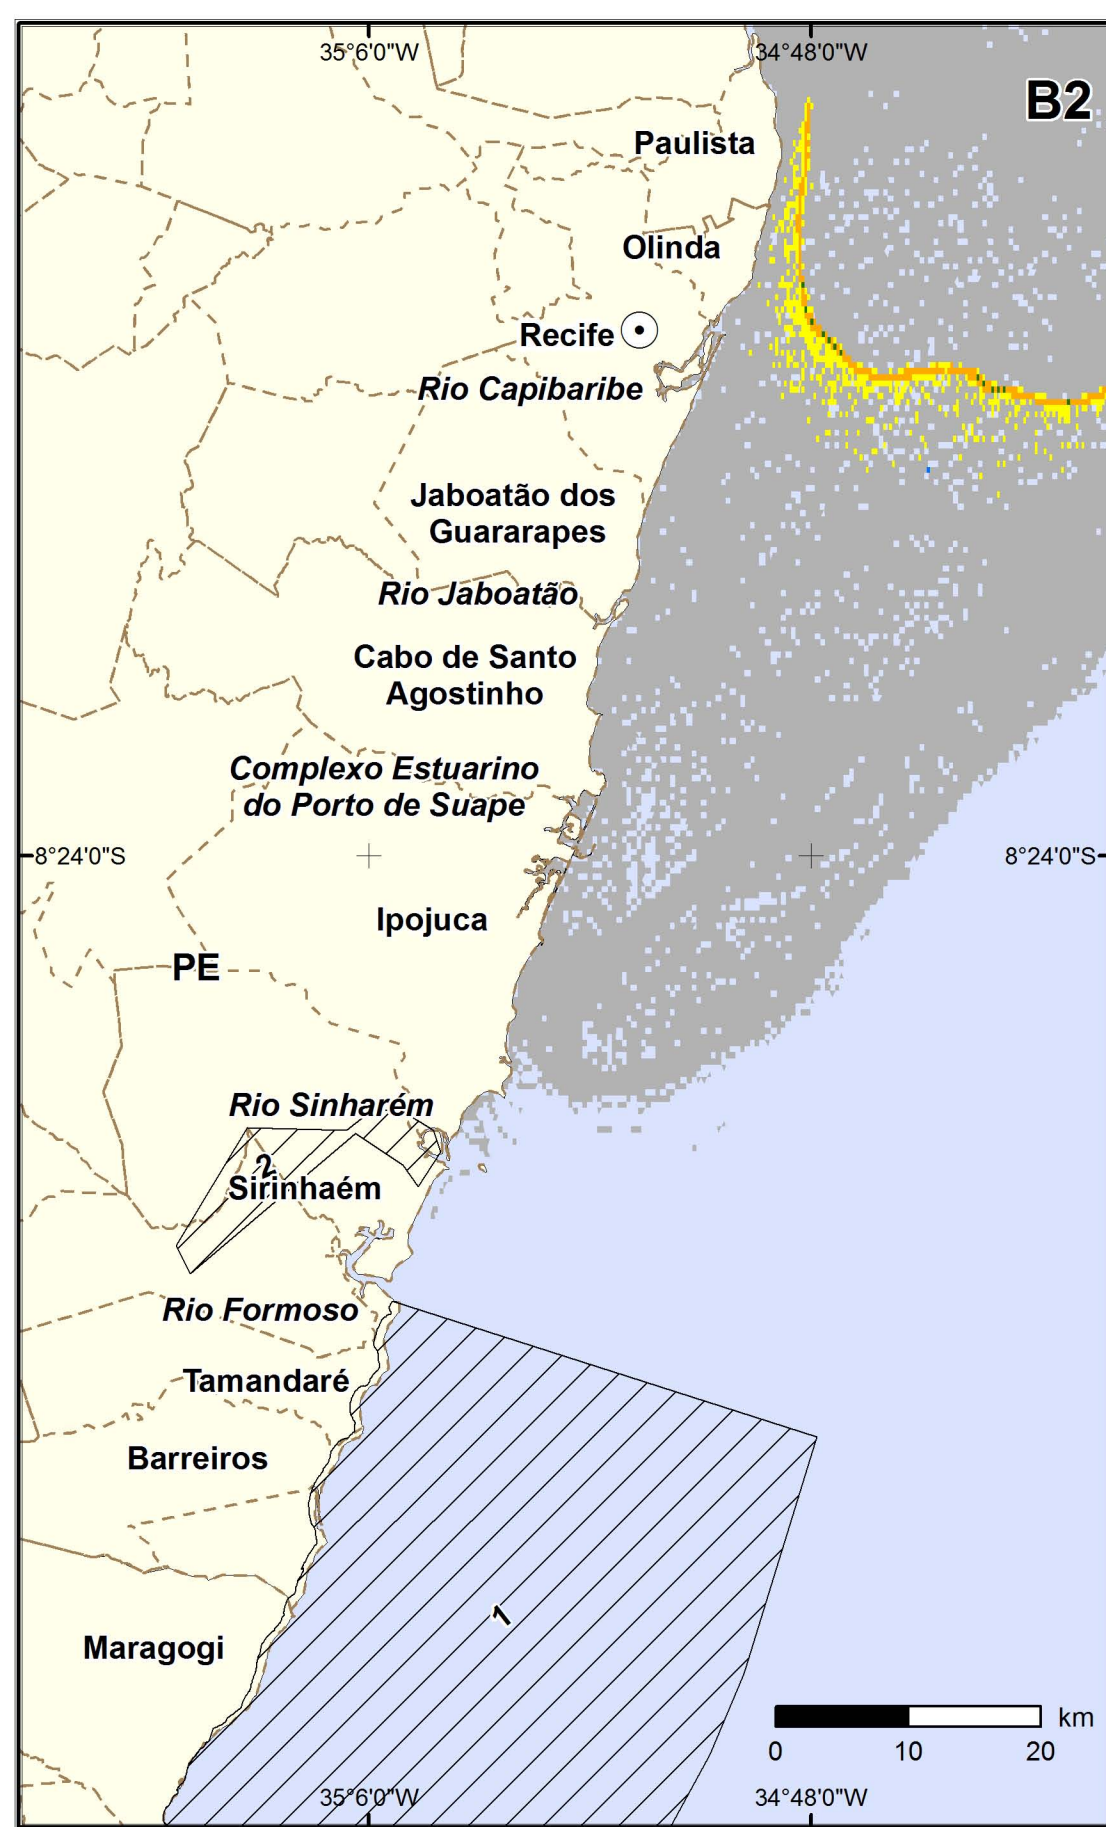 35°6'0"W
34°48'0"W
B2
Paulista
Olinda
Recife
Rio Capibaribe
Jaboatão dos
Guararapes
Rio Jaboatão
Cabo de Santo
Agostinho
Complexo Estuarino
do Porto de Suape
8°24'0"S
8°24'0"S
Ipojuca
PE
Rio Sinharém
2
Sirinhaém
Rio Formoso
Tamandaré
Barreiros
1
Maragogi
km
0 10 20
35°6'0"W
34°48'0"W